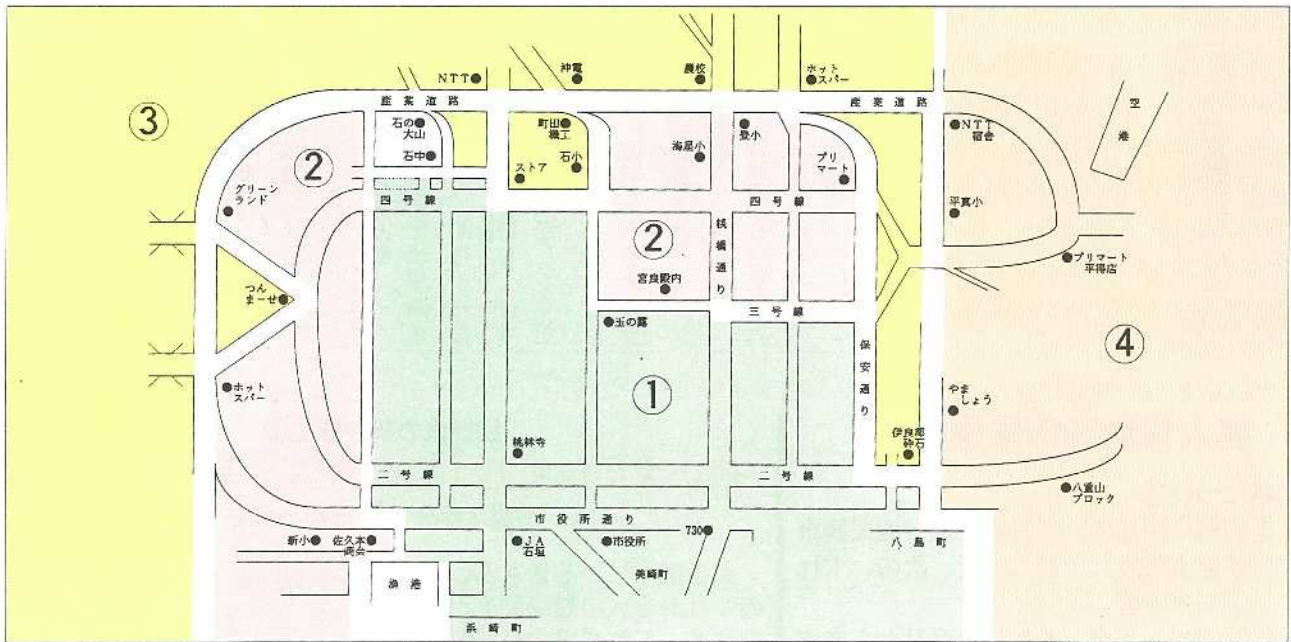 NTT
沖電
農校
ホット
スパー
産業道路
産業道路
空
港
③
石の
大山
町田
機工
登小
NTT
宿舎
石中
ストア
石小
海星小
プリ
マート
②
グリーン
ランド
四号線
四号線
平真小
桟橋通り
②
宮良殿内
プリマート
平得店
つん
まーせ
玉の露
三号線
④
保安通り
ホット
スパー
①
やま
しょう
桃林寺
伊良部
砕石
二号線
二号線
八重山
ブロック
市役所通り
730
新小
佐久本
商会
JA
石垣
市役所
八島町
美崎町
漁港
浜崎町